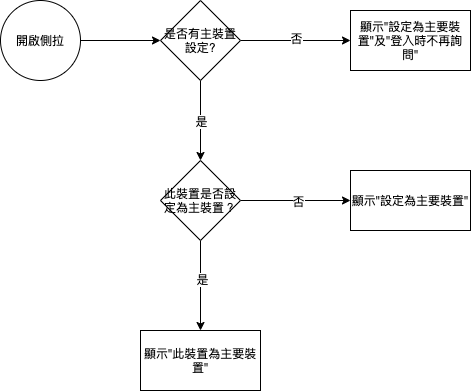 開啟側拉
是否有主裝置
設定?
否
顯示"設定為主要裝
置"及"登入時不再詢
問"
是
此裝置是否設
定為主裝置？
否
顯示"設定為主要裝置"
是
顯示"此裝置為主要裝
置"